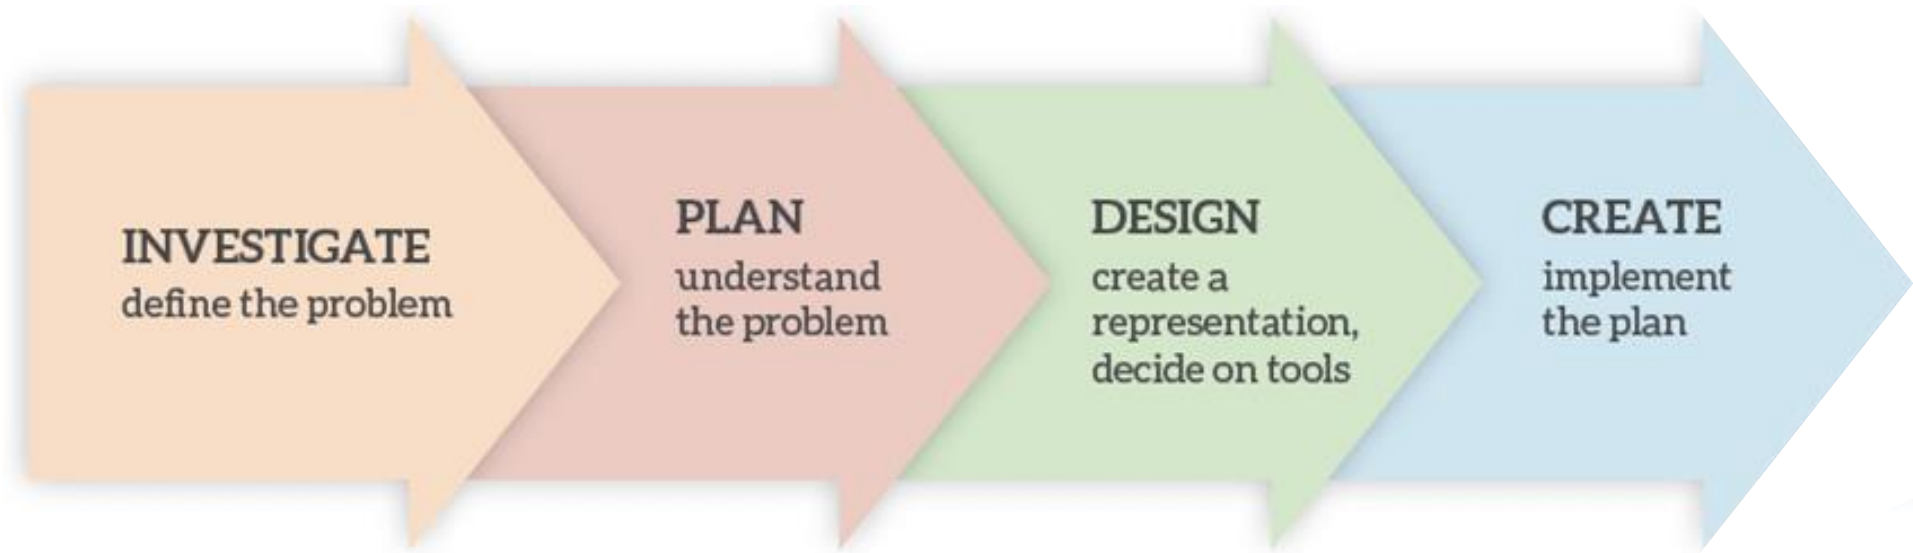 INVESTIGATE
define the problem
PLAN
understand
the problem
DESIGN
create a
representation,
decide on tools
CREATE
implement
the plan